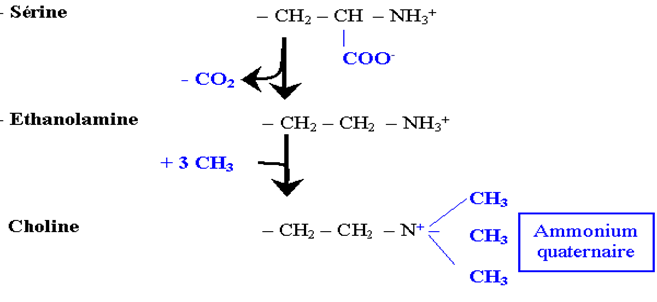 - Sérine – CH₂ – CH – NH₃⁺
COO⁻
- CO₂
- Ethanolamine – CH₂ – CH₂ – NH₃⁺
+ 3 CH₃
Choline – CH₂ – CH₂ – N⁺ –
CH₃
CH₃
CH₃
Ammonium
quaternaire